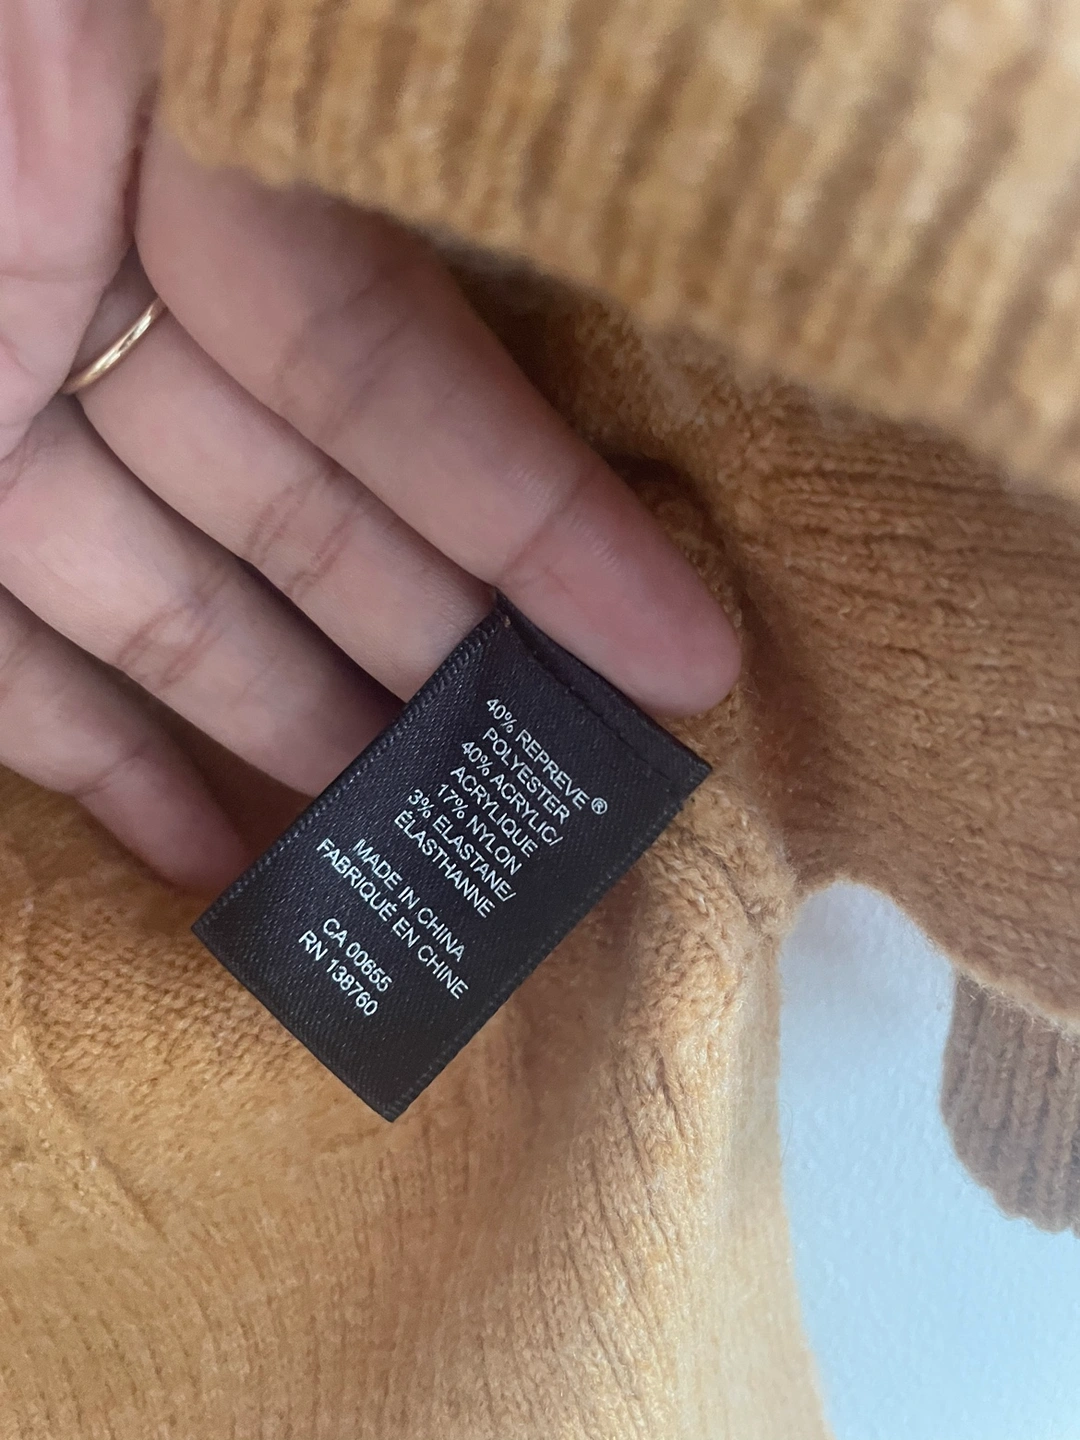 40% REPREVE®
POLYESTER
40% ACRYLIC/
ACRYLIQUE
17% NYLON
3% ELASTANE/
ÉLASTHANNE
MADE IN CHINA
FABRIQUÉ EN CHINE
CA 00655
RN 138760